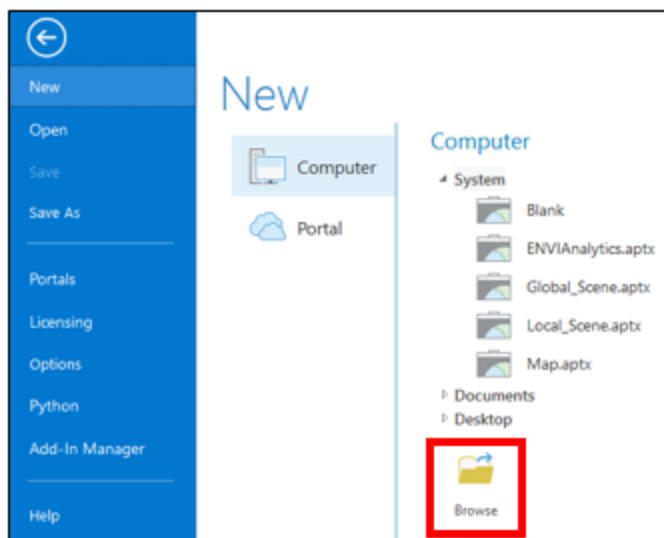 New
Open
Save
Save As
Portals
Licensing
Options
Python
Add-In Manager
Help
New
Computer
Portal
Computer
System
Blank
ENVIAnalytics.aptx
Global_Scene.aptx
Local_Scene.aptx
Map.aptx
Documents
Desktop
Browse